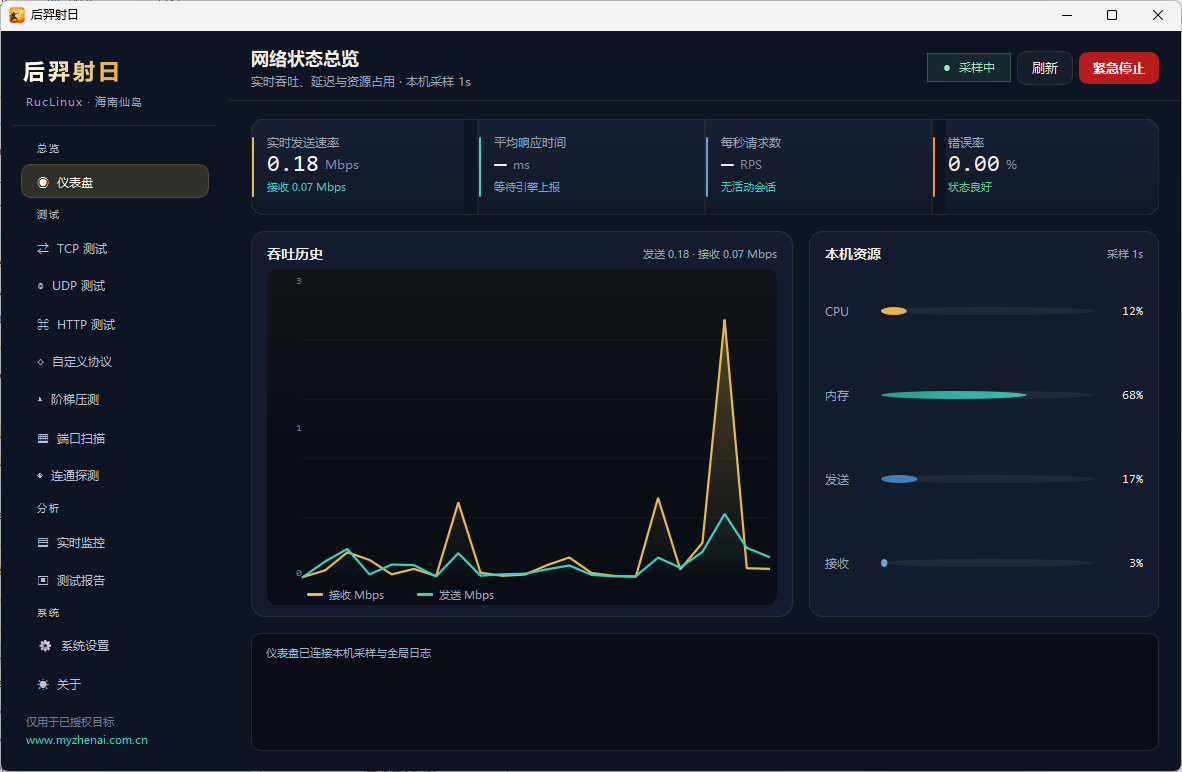 后羿射日
后羿射日
RucLinux · 海南仙岛
总览
仪表盘
测试
TCP 测试
UDP 测试
HTTP 测试
自定义协议
阶梯压测
端口扫描
连通探测
分析
实时监控
测试报告
系统
系统设置
关于
仅用于已授权目标
www.myzhenai.com.cn
网络状态总览
实时吞吐、延迟与资源占用 · 本机采样 1s
● 采样中
刷新
紧急停止
实时发送速率
0.18 Mbps
接收 0.07 Mbps
平均响应时间
— ms
等待引擎上报
每秒请求数
— RPS
无活动会话
错误率
0.00 %
状态良好
吞吐历史
发送 0.18 · 接收 0.07 Mbps
3
1
0
接收 Mbps
发送 Mbps
本机资源
采样 1s
CPU
12%
内存
68%
发送
17%
接收
3%
仪表盘已连接本机采样与全局日志